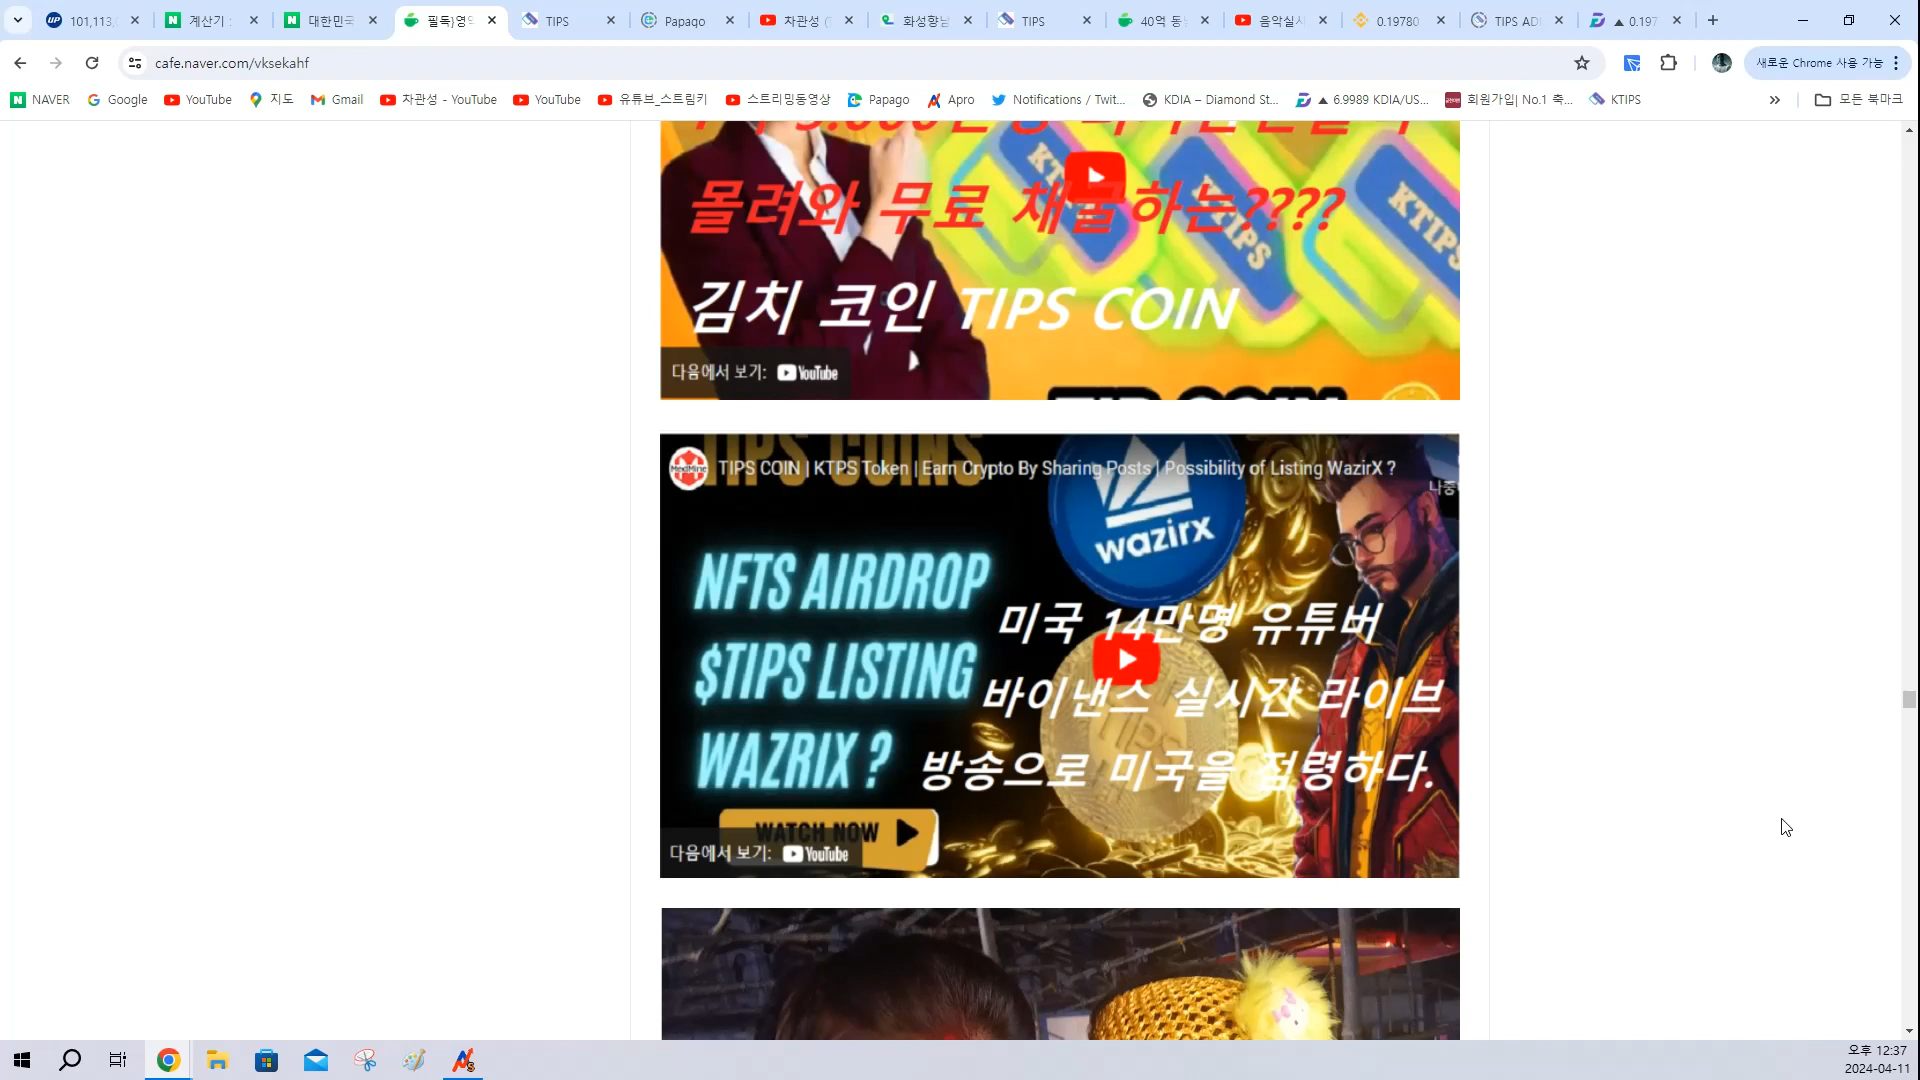 101,113,
계산기 :
대한민국
필독)영
TIPS
Papago
차관성 (
화성향남
TIPS
40억 동
음악실시
0.19780
TIPS AD
▲ 0.197
cafe.naver.com/vksekahf
새로운 Chrome 사용 가능
NAVER
Google
YouTube
지도
Gmail
차관성 - YouTube
YouTube
유튜브_스트림키
스트리밍동영상
Papago
Apro
Notifications / Twit...
KDIA – Diamond St...
▲ 6.9989 KDIA/US...
회원가입| No.1 축...
KTIPS
모든 북마크
몰려와 무료 채굴하는????
KTIPS
김치 코인 TIPS COIN
다음에서 보기: YouTube
TIPS COINS
MedMine
TIPS COIN | KTPS Token | Earn Crypto By Sharing Posts | Possibility of Listing WazirX ?
나중
wazirx
NFTS AIRDROP
$TIPS LISTING
WAZRIX ?
미국 14만명 유튜버
바이낸스 실시간 라이브
방송으로 미국을 점령하다.
TIPS
WATCH NOW
다음에서 보기: YouTube
오후 12:37
2024-04-11